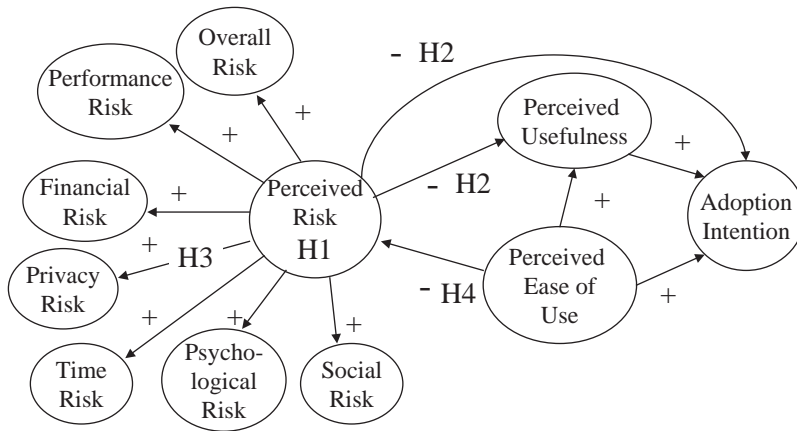 Overall
Risk
- H2
Performance
Risk
+
+
Perceived
Usefulness
+
Financial
Risk
+
Perceived
Risk
H1
- H2
Adoption
Intention
+
+
H3
Privacy
Risk
Perceived
Ease of
Use
- H4
+
+
+
+
Time
Risk
Psycho-
logical
Risk
Social
Risk